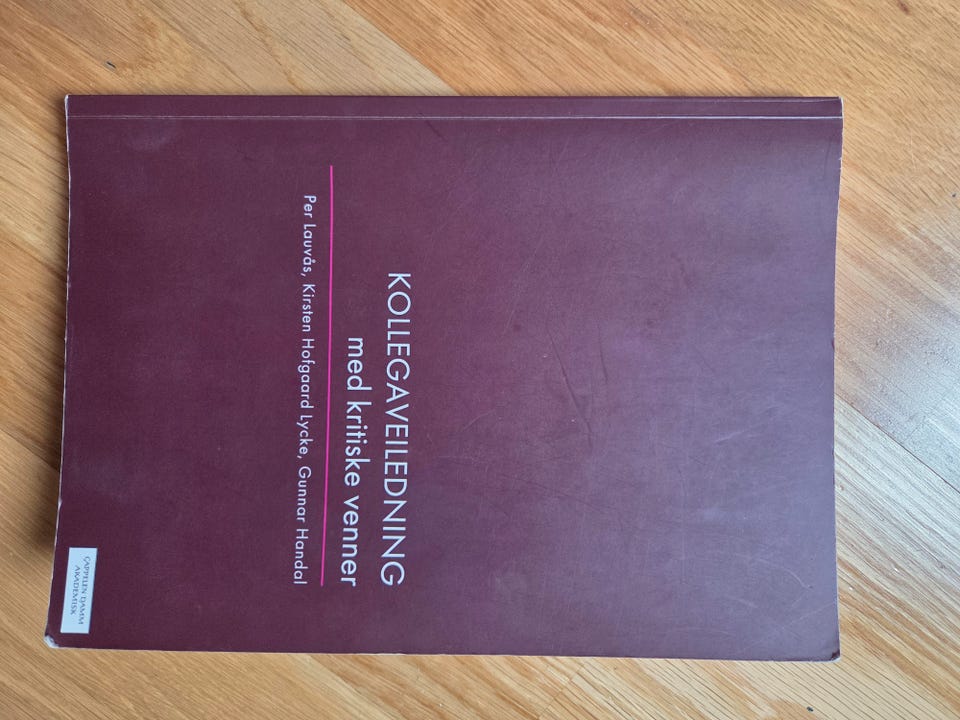 KOLLEGAVEILEDNING
med kritiske venner
Per Lauvås, Kirsten Hofgaard Lycke, Gunnar Handal
CAPPELEN DAMM
AKADEMISK